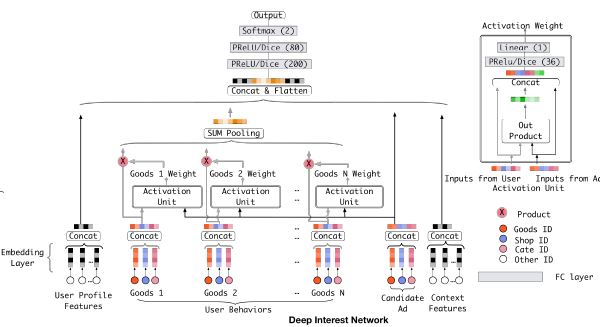 Output
Softmax (2)
PReLU/Dice (80)
PReLU/Dice (200)
Concat & Flatten
SUM Pooling
X
X
X
Goods 1 Weight
Goods 2 Weight
Goods N Weight
Activation
Unit
Activation
Unit
Activation
Unit
Concat
Concat
Concat
Concat
Concat
Concat
Embedding
Layer
User Profile
Features
Goods 1
Goods 2
Goods N
User Behaviors
Candidate
Ad
Context
Features
Activation Weight
Linear (1)
PRelu/Dice (36)
Concat
Out
Product
Inputs from User
Inputs from Ad
Activation Unit
X Product
Goods ID
Shop ID
Cate ID
Other ID
FC layer
Deep Interest Network